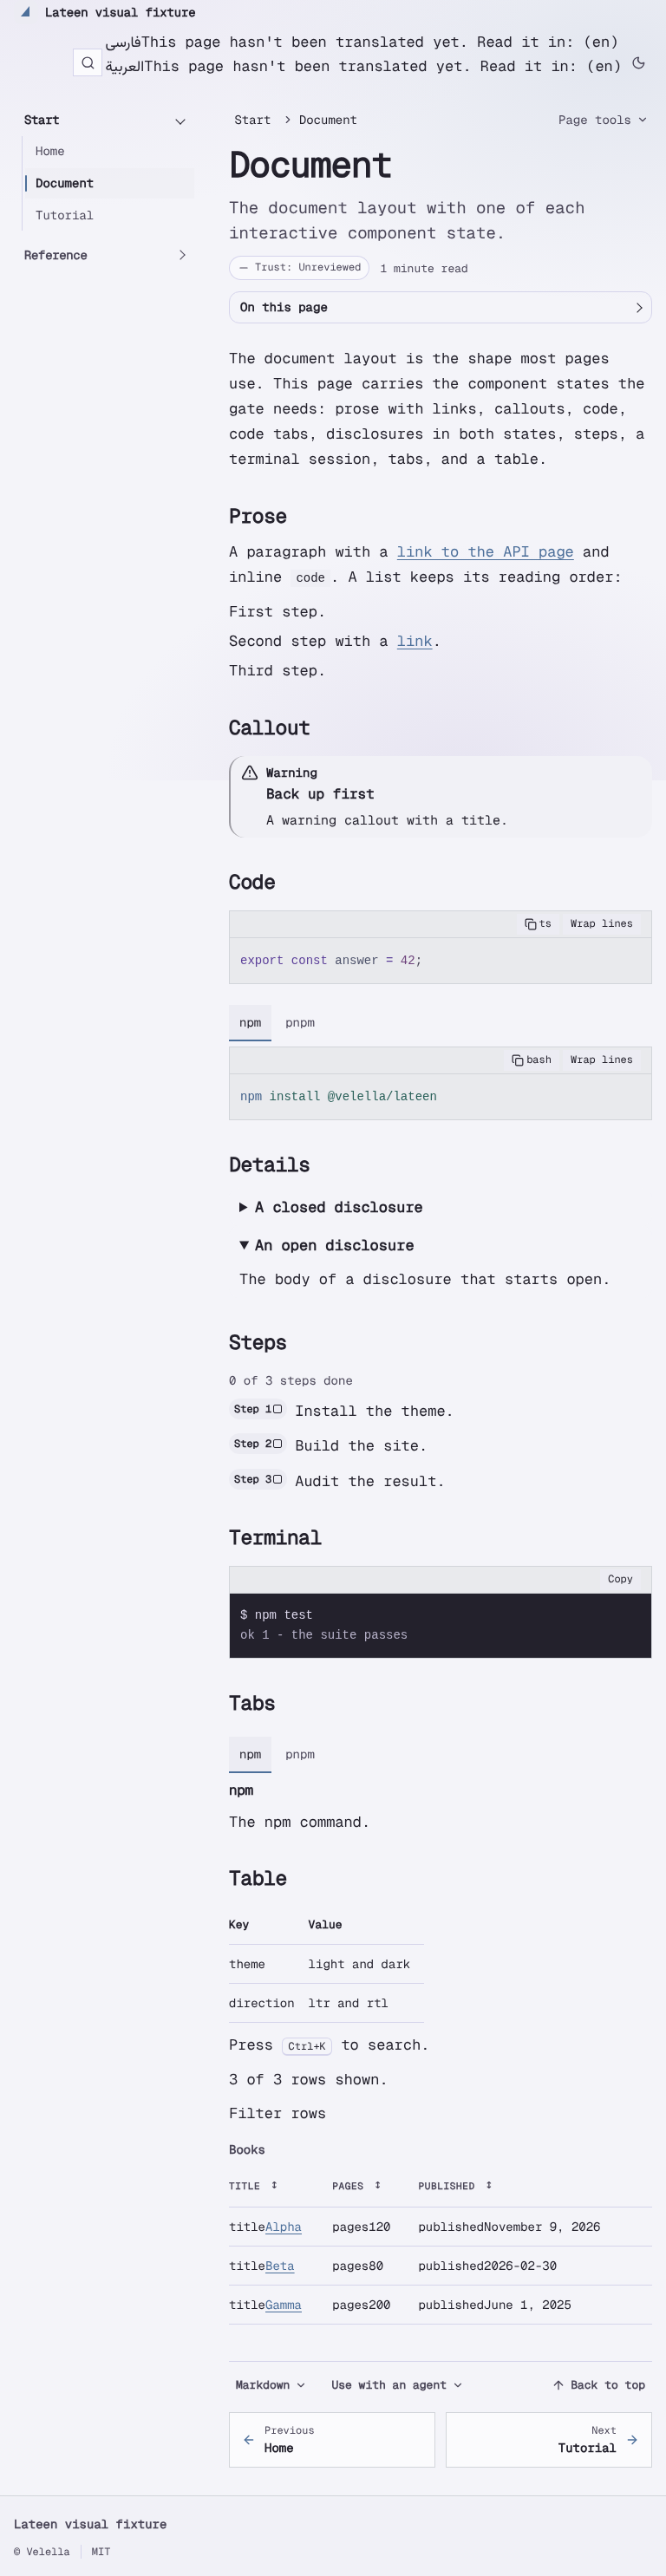 Lateen visual fixture
فارسیThis page hasn't been translated yet. Read it in: (en)
العربيةThis page hasn't been translated yet. Read it in: (en)
Start
Home
Document
Tutorial
Reference
Start > Document
Page tools
Document
The document layout with one of each
interactive component state.
— Trust: Unreviewed
1 minute read
On this page
The document layout is the shape most pages
use. This page carries the component states the
gate needs: prose with links, callouts, code,
code tabs, disclosures in both states, steps, a
terminal session, tabs, and a table.
Prose
A paragraph with a link to the API page and
inline code. A list keeps its reading order:
First step.
Second step with a link.
Third step.
Callout
Warning
Back up first
A warning callout with a title.
Code
ts Wrap lines
export const answer = 42;
npm pnpm
bash Wrap lines
npm install @velella/lateen
Details
A closed disclosure
An open disclosure
The body of a disclosure that starts open.
Steps
0 of 3 steps done
Step 1 Install the theme.
Step 2 Build the site.
Step 3 Audit the result.
Terminal
Copy
$ npm test
ok 1 - the suite passes
Tabs
npm pnpm
npm
The npm command.
Table
Key Value
theme light and dark
direction ltr and rtl
Press Ctrl+K to search.
3 of 3 rows shown.
Filter rows
Books
TITLE ↕ PAGES ↕ PUBLISHED ↕
titleAlpha pages120 publishedNovember 9, 2026
titleBeta pages80 published2026-02-30
titleGamma pages200 publishedJune 1, 2025
Markdown Use with an agent ↑ Back to top
← Previous
Home
Next →
Tutorial
Lateen visual fixture
© Velella MIT